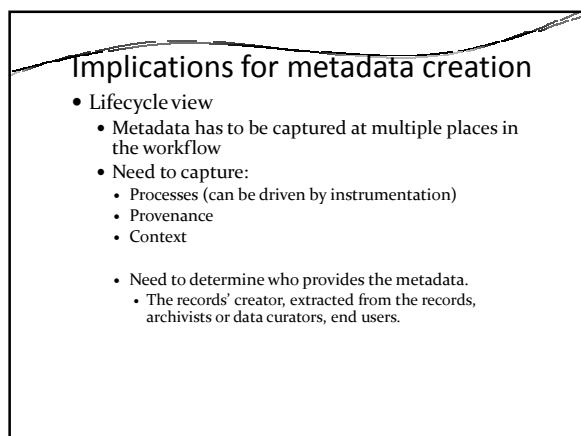 Implications for metadata creation
• Lifecycle view
• Metadata has to be captured at multiple places in
the workflow
• Need to capture:
• Processes (can be driven by instrumentation)
• Provenance
• Context
• Need to determine who provides the metadata.
• The records’ creator, extracted from the records,
archivists or data curators, end users.